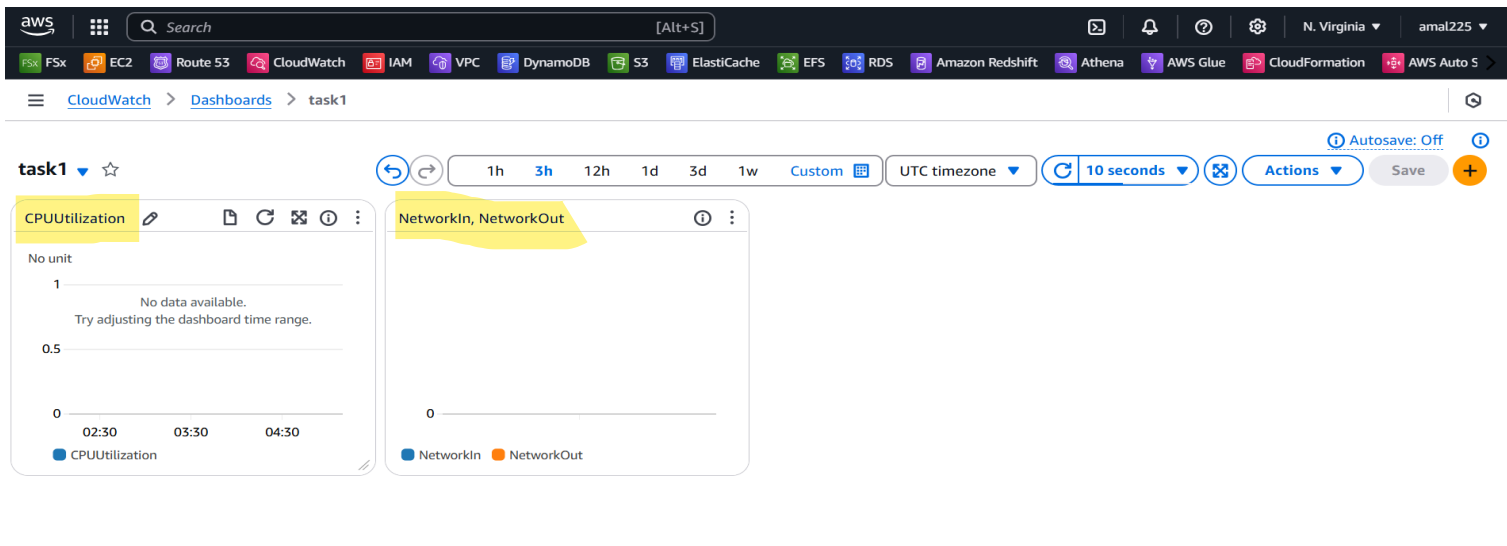 aws Search [Alt+S] N. Virginia amal225
FSx FSx EC2 Route 53 CloudWatch IAM VPC DynamoDB S3 ElastiCache EFS RDS Amazon Redshift Athena AWS Glue CloudFormation AWS Auto S
CloudWatch > Dashboards > task1
Autosave: Off
task1 1h 3h 12h 1d 3d 1w Custom UTC timezone 10 seconds Actions Save +
CPUUtilization
No unit
1
No data available.
Try adjusting the dashboard time range.
0.5
0
02:30 03:30 04:30
CPUUtilization
NetworkIn, NetworkOut
0
NetworkIn NetworkOut